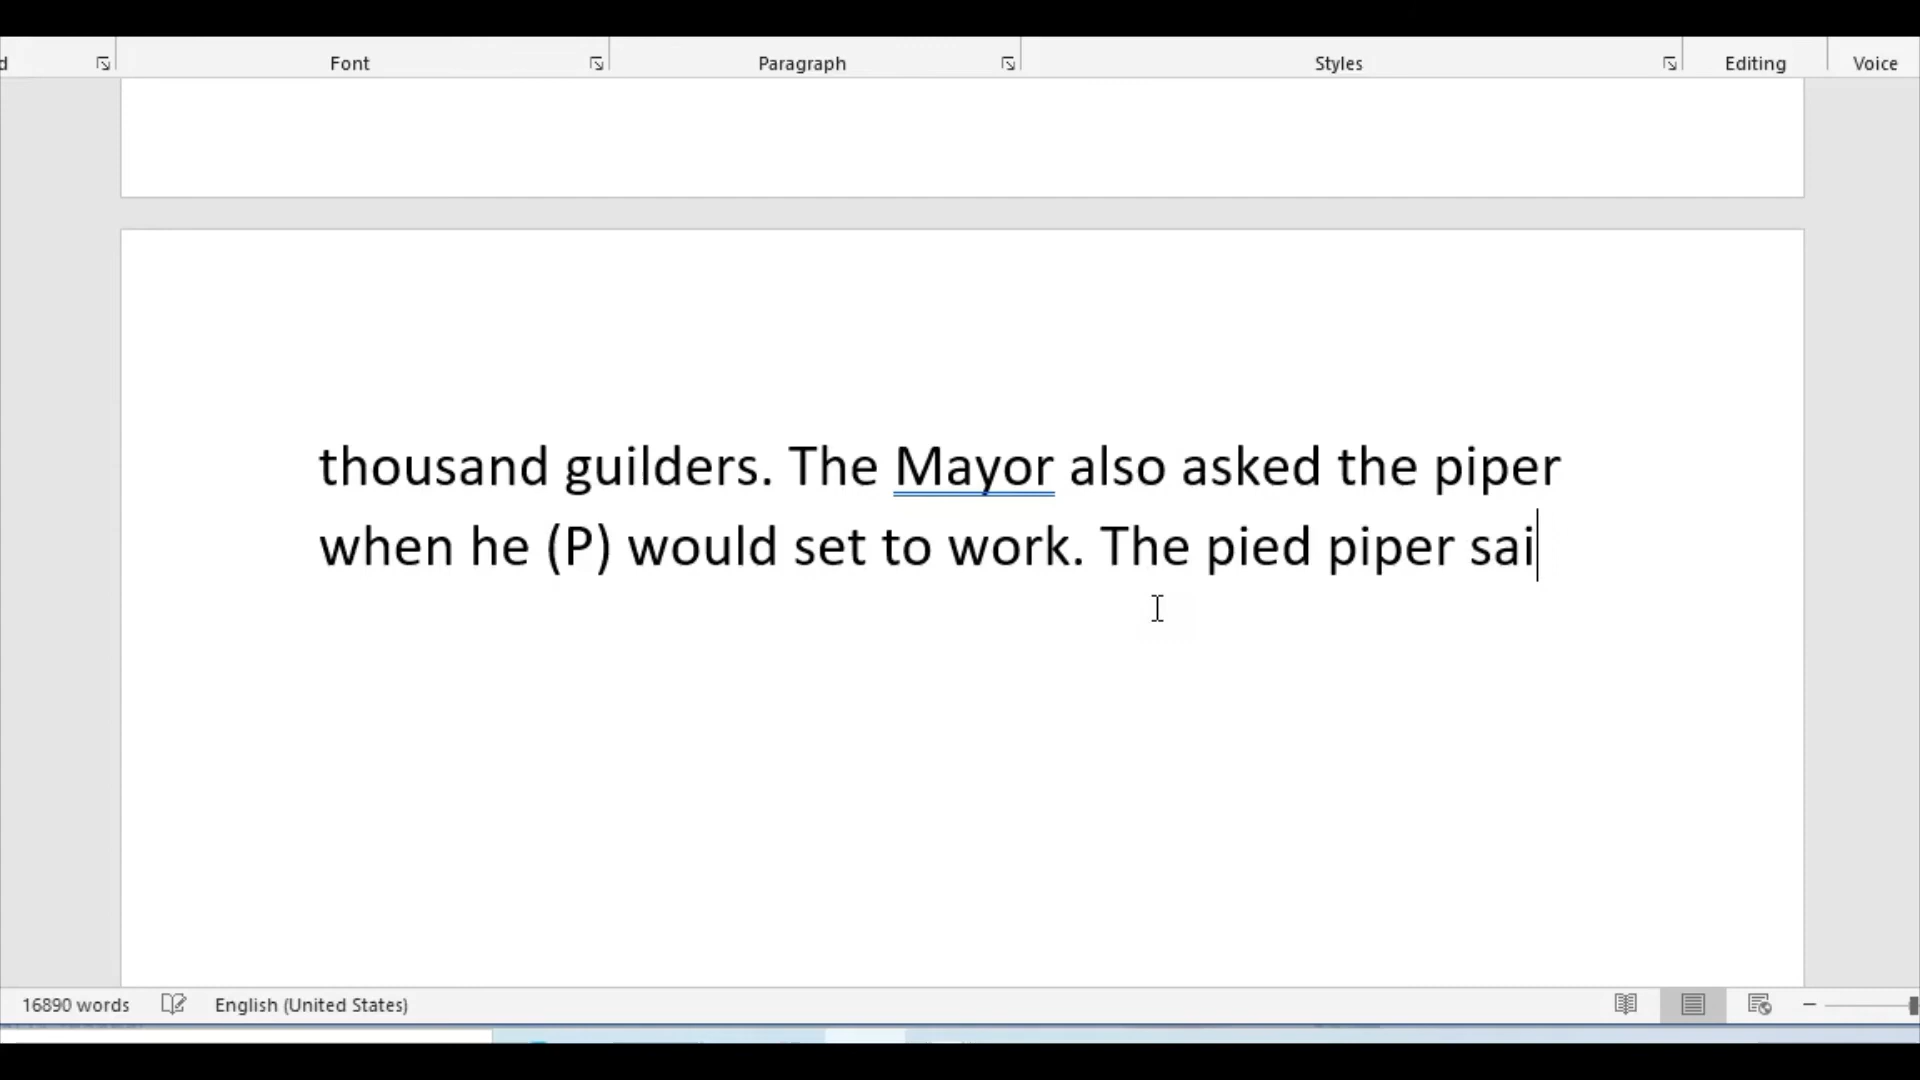 Font Paragraph Styles Editing Voice
thousand guilders. The Mayor also asked the piper
when he (P) would set to work. The pied piper sai
16890 words English (United States)